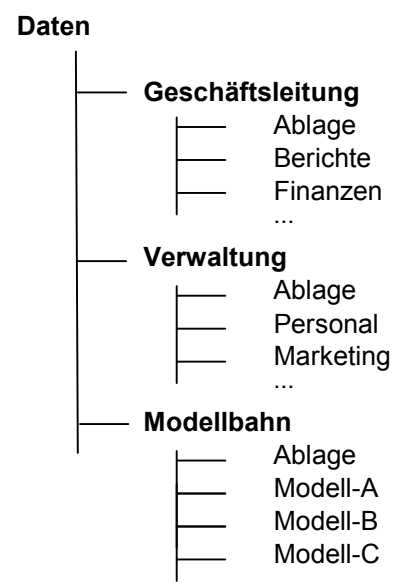 Daten
Geschäftsleitung
Ablage
Berichte
Finanzen
...
Verwaltung
Ablage
Personal
Marketing
...
Modellbahn
Ablage
Modell-A
Modell-B
Modell-C